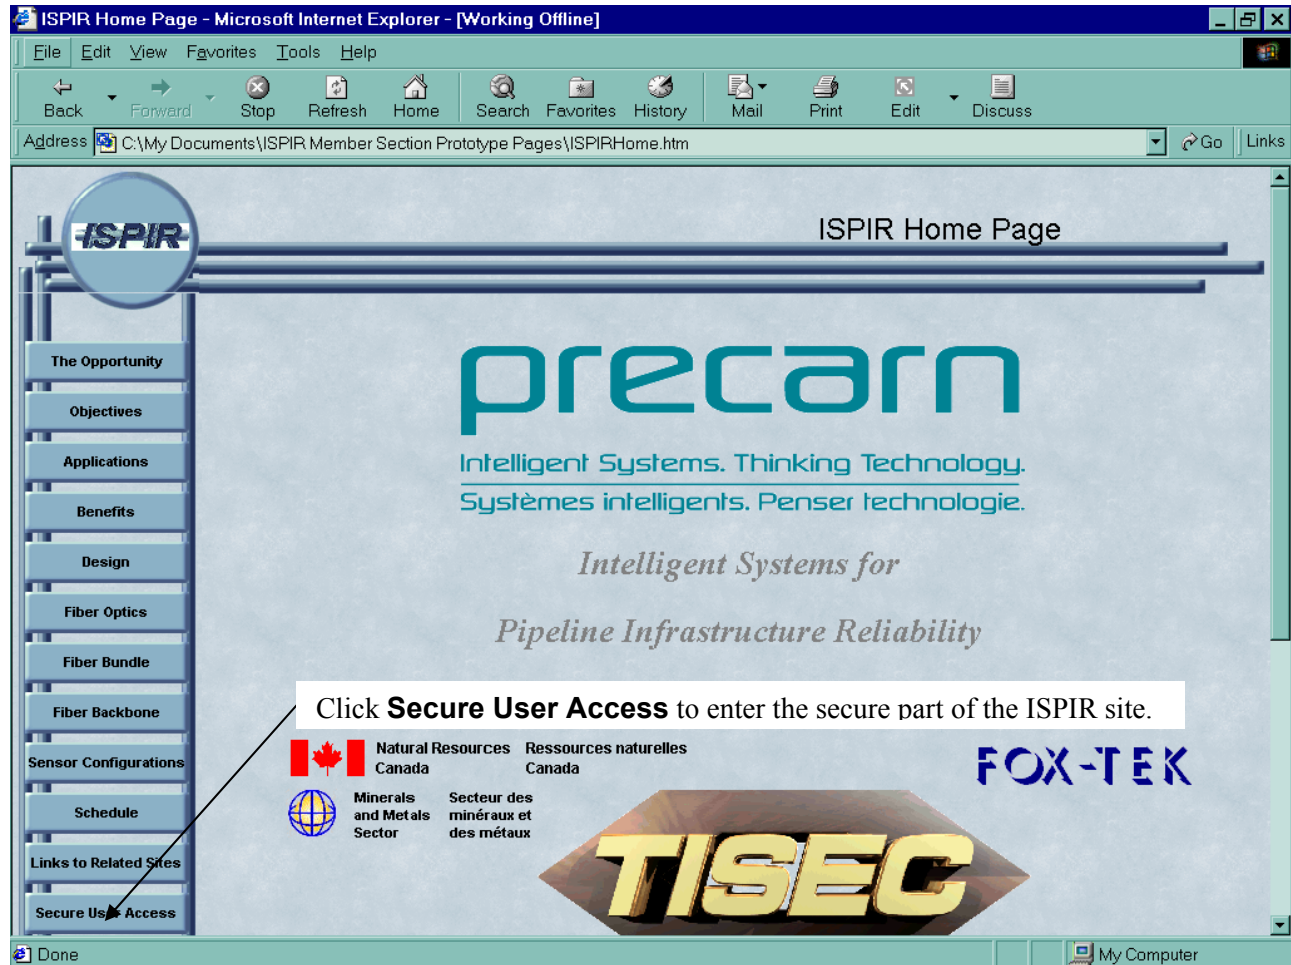 ISPIR Home Page - Microsoft Internet Explorer - [Working Offline]
File Edit View Favorites Tools Help
Back Forward Stop Refresh Home Search Favorites History Mail Print Edit Discuss
Address C:\My Documents\ISPIR Member Section Prototype Pages\ISPIRHome.htm Go Links
ISPIR
ISPIR Home Page
The Opportunity
Objectives
Applications
Benefits
Design
Fiber Optics
Fiber Bundle
Fiber Backbone
Sensor Configurations
Schedule
Links to Related Sites
Secure User Access
precarn
Intelligent Systems. Thinking Technology.
Systèmes intelligents. Penser technologie.
Intelligent Systems for
Pipeline Infrastructure Reliability
Click Secure User Access to enter the secure part of the ISPIR site.
Natural Resources Ressources naturelles
Canada Canada
Minerals Secteur des
and Metals minéraux et
Sector des métaux
FOX-TEK
TISEC
Done My Computer